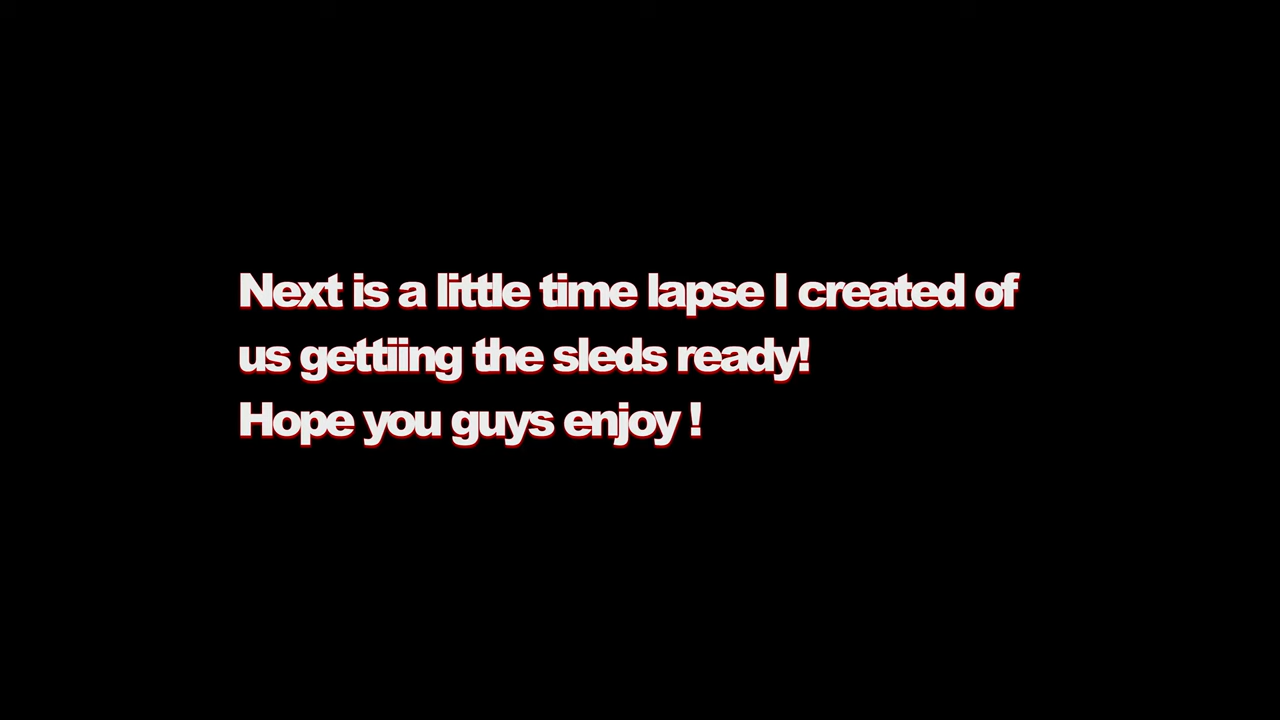 Next is a little time lapse I created of
us gettiing the sleds ready!
Hope you guys enjoy !